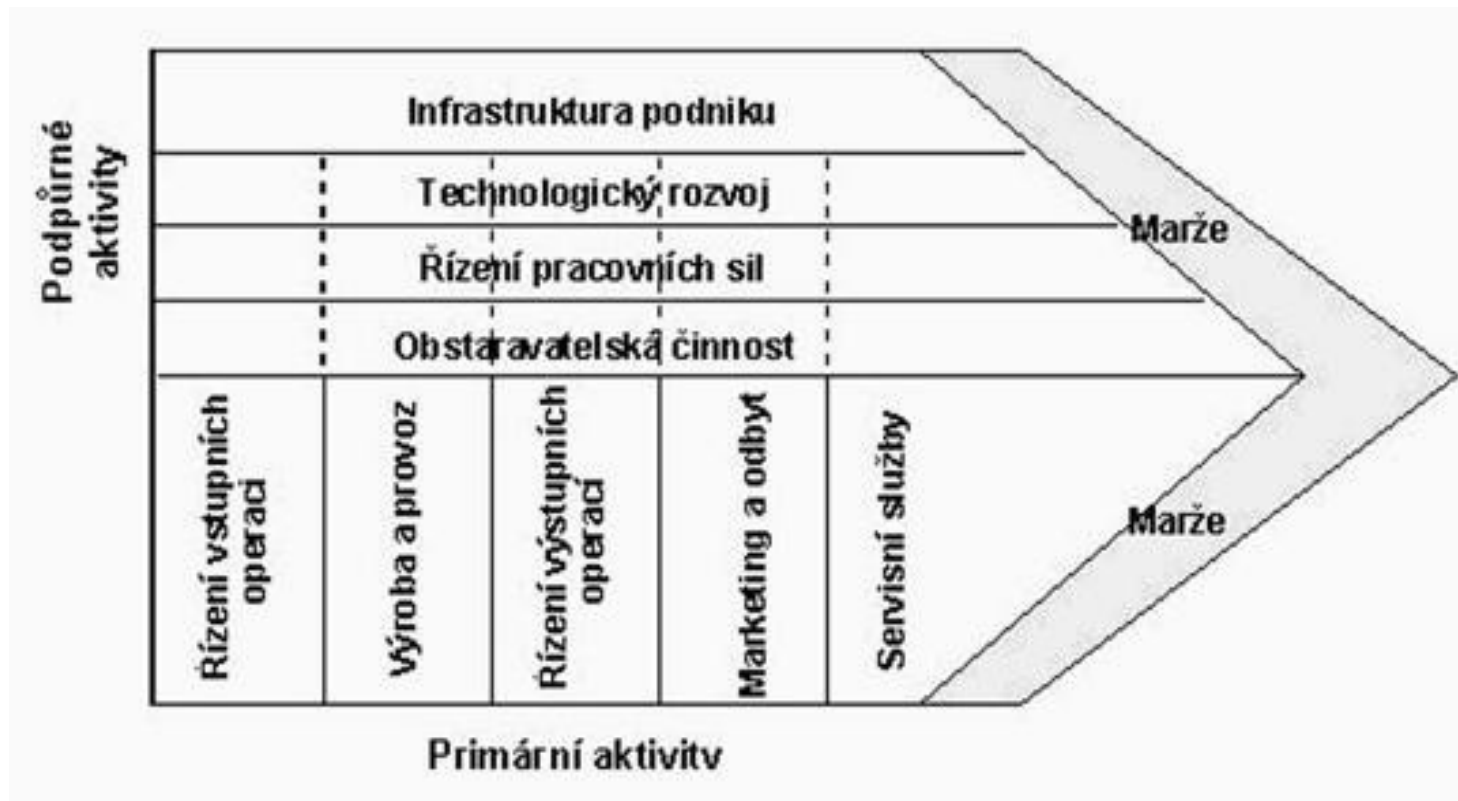 Podpůrné
aktivity
Infrastruktura podniku
Technologický rozvoj
Řízení pracovních sil
Obstaravatelská činnost
Marže
Řízení vstupních
operací
Výroba a provoz
Řízení výstupních
operací
Marketing a odbyt
Servisní služby
Marže
Primární aktivity